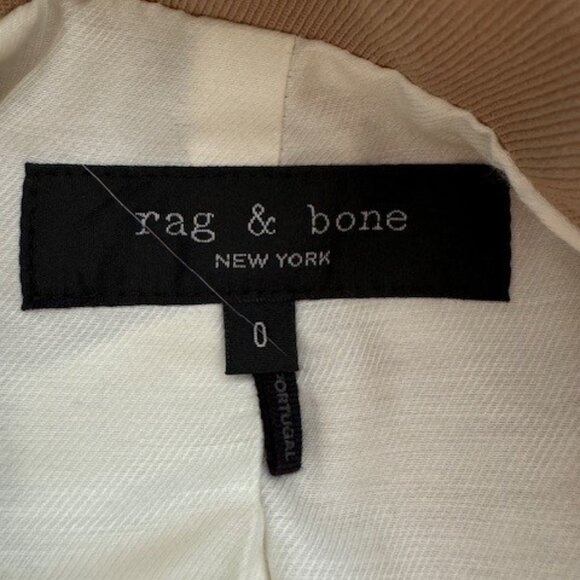 rag & bone
NEW YORK
0
PORTUGAL